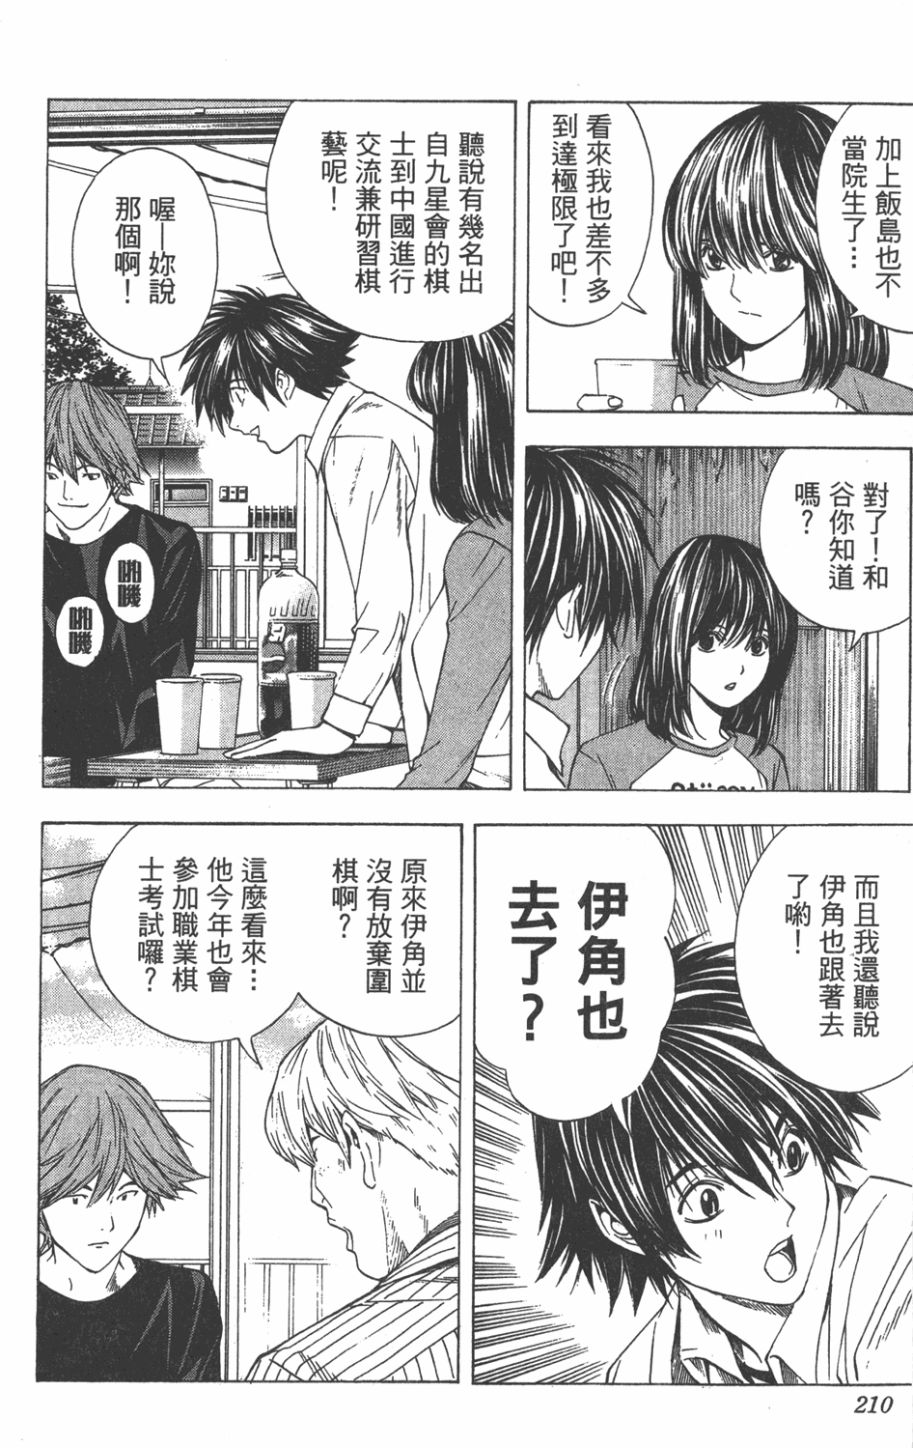 加上飯島也不
當院生了…
看來我也差不多
到達極限了吧！
對了！和
谷你知道
嗎？
聽說有幾名出
自九星會的棋
士到中國進行
交流兼研習棋
藝呢！
喔—妳說
那個啊！
啪嘰
啪嘰
而且我還聽說
伊角也跟著去
了喲！
伊角也
去了？
原來伊角並
沒有放棄圍
棋啊？
這麼看來…
他今年也會
參加職業棋
士考試囉？
210